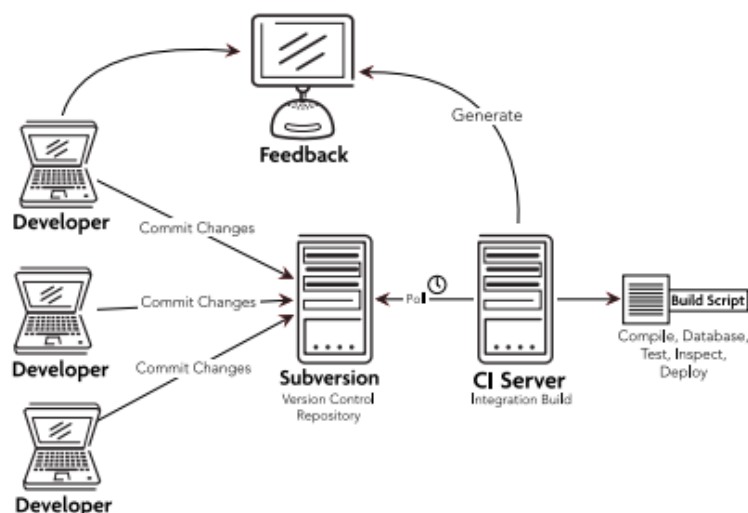 Generate
Feedback
Developer
Commit Changes
Commit Changes
Poll
Build Script
Compile, Database,
Test, Inspect,
Deploy
Developer
Commit Changes
Subversion
Version Control
Repository
CI Server
Integration Build
Developer